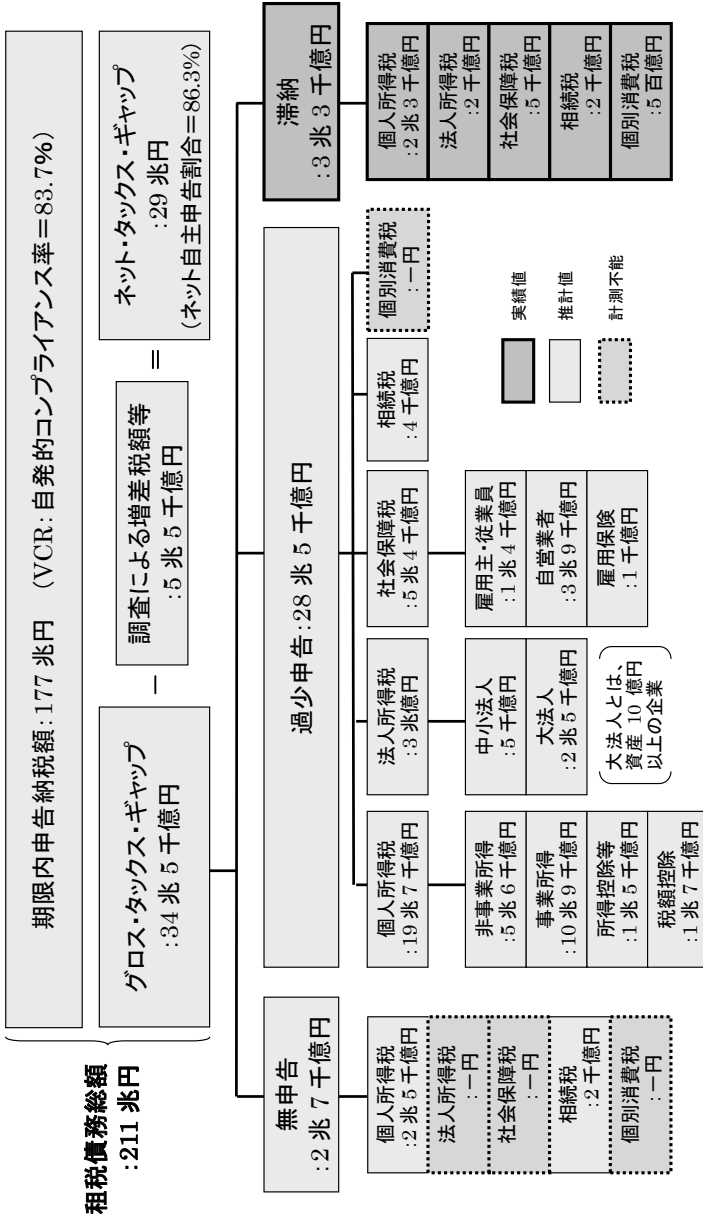 租税債務総額
:211 兆円
期限内申告納税額:177 兆円 (VCR:自発的コンプライアンス率=83.7%)
グロス・タックス・ギャップ
:34 兆 5 千億円
－
調査による増差税額等
:5 兆 5 千億円
＝
ネット・タックス・ギャップ
:29 兆円
(ネット自主申告割合=86.3%)
無申告
:2 兆 7 千億円
個人所得税
:2 兆 5 千億円
法人所得税
:－円
社会保障税
:－円
相続税
:2 千億円
個別消費税
:－円
過少申告:28 兆 5 千億円
個人所得税
:19 兆 7 千億円
非事業所得
:5 兆 6 千億円
事業所得
:10 兆 9 千億円
所得控除等
:1 兆 5 千億円
税額控除
:1 兆 7 千億円
法人所得税
:3 兆億円
中小法人
:5 千億円
大法人
:2 兆 5 千億円
大法人とは、
資産 10 億円
以上の企業
社会保障税
:5 兆 4 千億円
雇用主・従業員
:1 兆 4 千億円
自営業者
:3 兆 9 千億円
雇用保険
:1 千億円
相続税
:4 千億円
個別消費税
:－円
滞納
:3 兆 3 千億円
個人所得税
:2 兆 3 千億円
法人所得税
:2 千億円
社会保障税
:5 千億円
相続税
:2 千億円
個別消費税
:5 百億円
実績値
推計値
計測不能